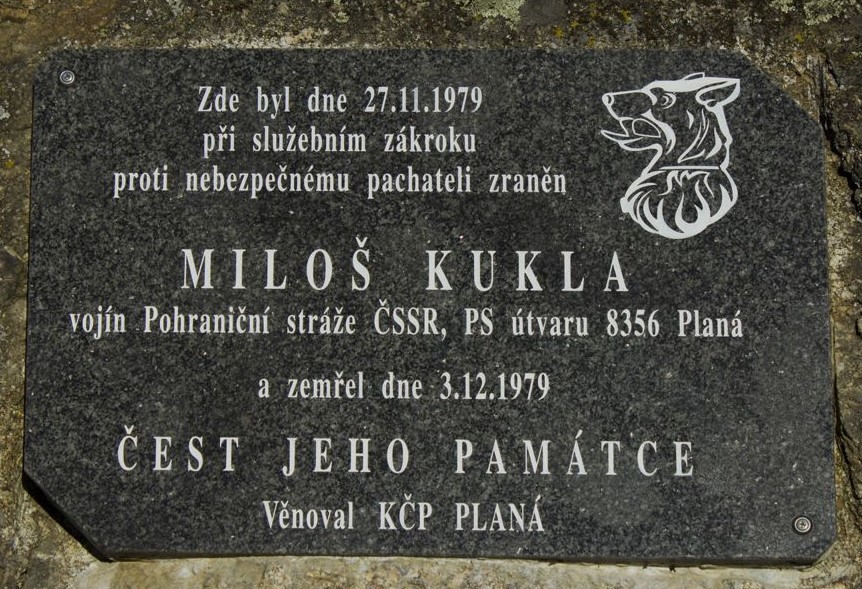 Zde byl dne 27.11.1979
při služebním zákroku
proti nebezpečnému pachateli zraněn
MILOŠ KUKLA
vojín Pohraniční stráže ČSSR, PS útvaru 8356 Planá
a zemřel dne 3.12.1979
ČEST JEHO PAMÁTCE
Věnoval KČP PLANÁ